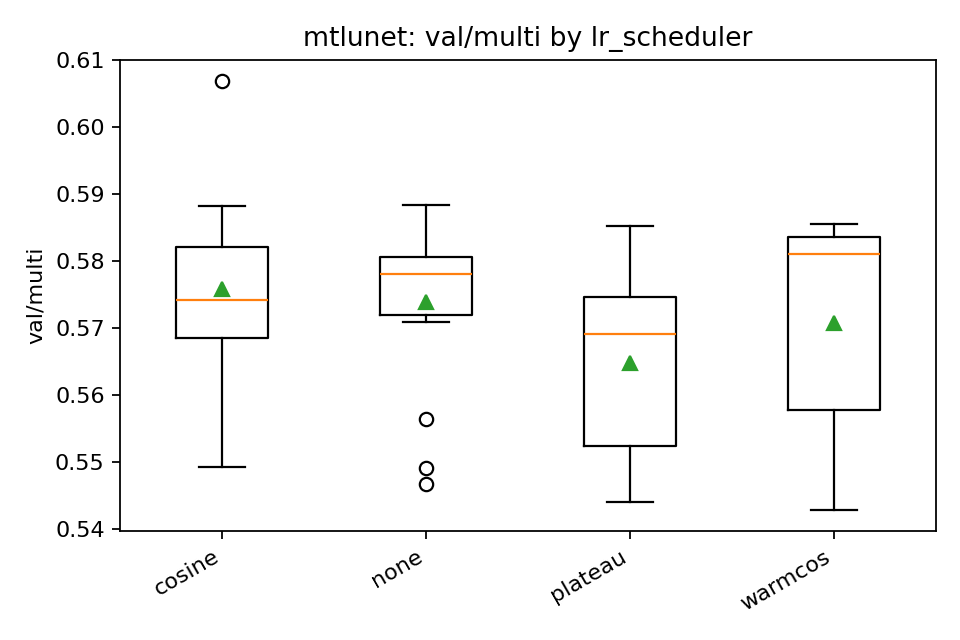 mtlunet: val/multi by lr_scheduler
val/multi
0.61
0.60
0.59
0.58
0.57
0.56
0.55
0.54
cosine
none
plateau
warmcos